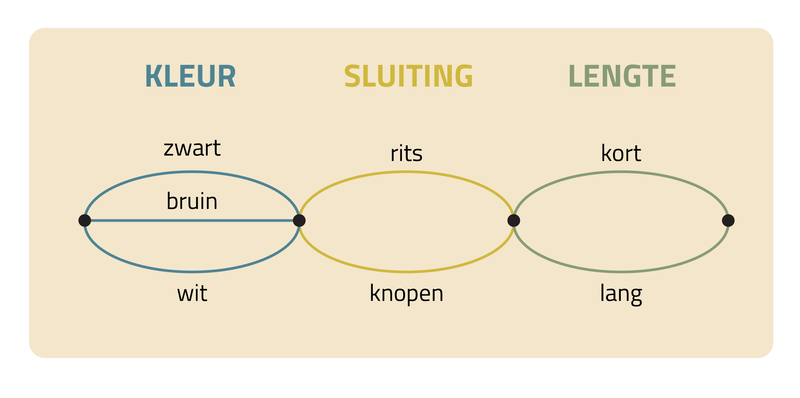 KLEUR SLUITING LENGTE
zwart rits kort
bruin
wit knopen lang